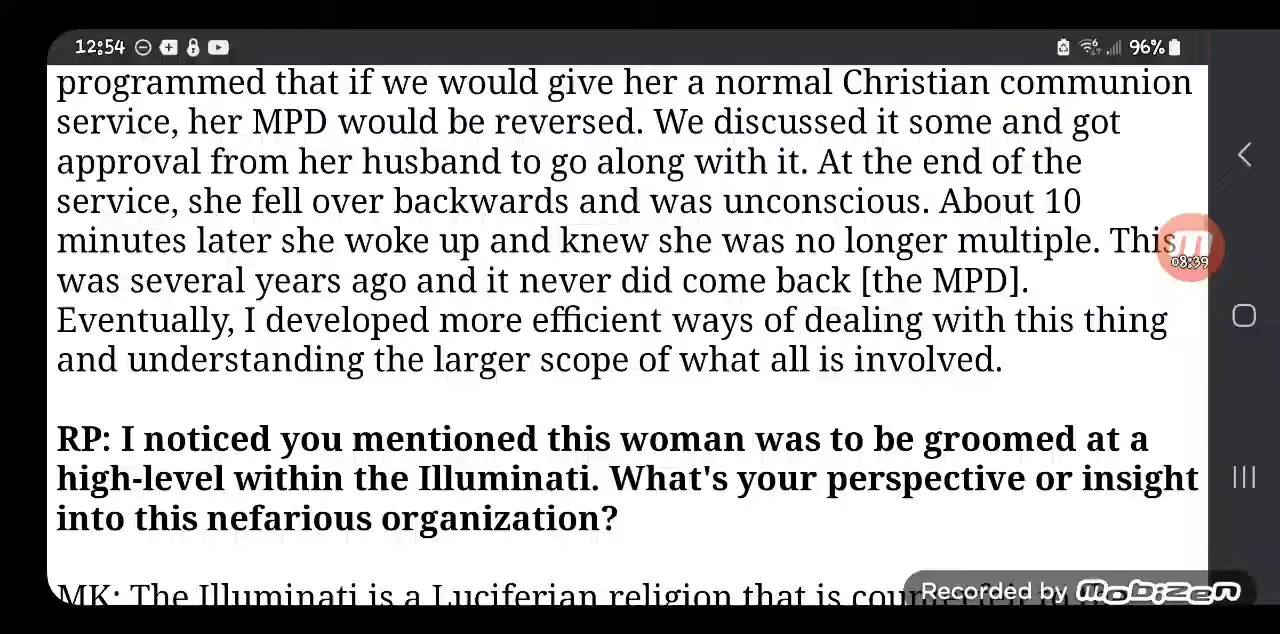 12:54
96%
programmed that if we would give her a normal Christian communion
service, her MPD would be reversed. We discussed it some and got
approval from her husband to go along with it. At the end of the
service, she fell over backwards and was unconscious. About 10
minutes later she woke up and knew she was no longer multiple. This
08:39
was several years ago and it never did come back [the MPD].
Eventually, I developed more efficient ways of dealing with this thing
and understanding the larger scope of what all is involved.
RP: I noticed you mentioned this woman was to be groomed at a
high-level within the Illuminati. What's your perspective or insight
into this nefarious organization?
MK: The Illuminati is a Luciferian religion that is
Recorded by Mobizen